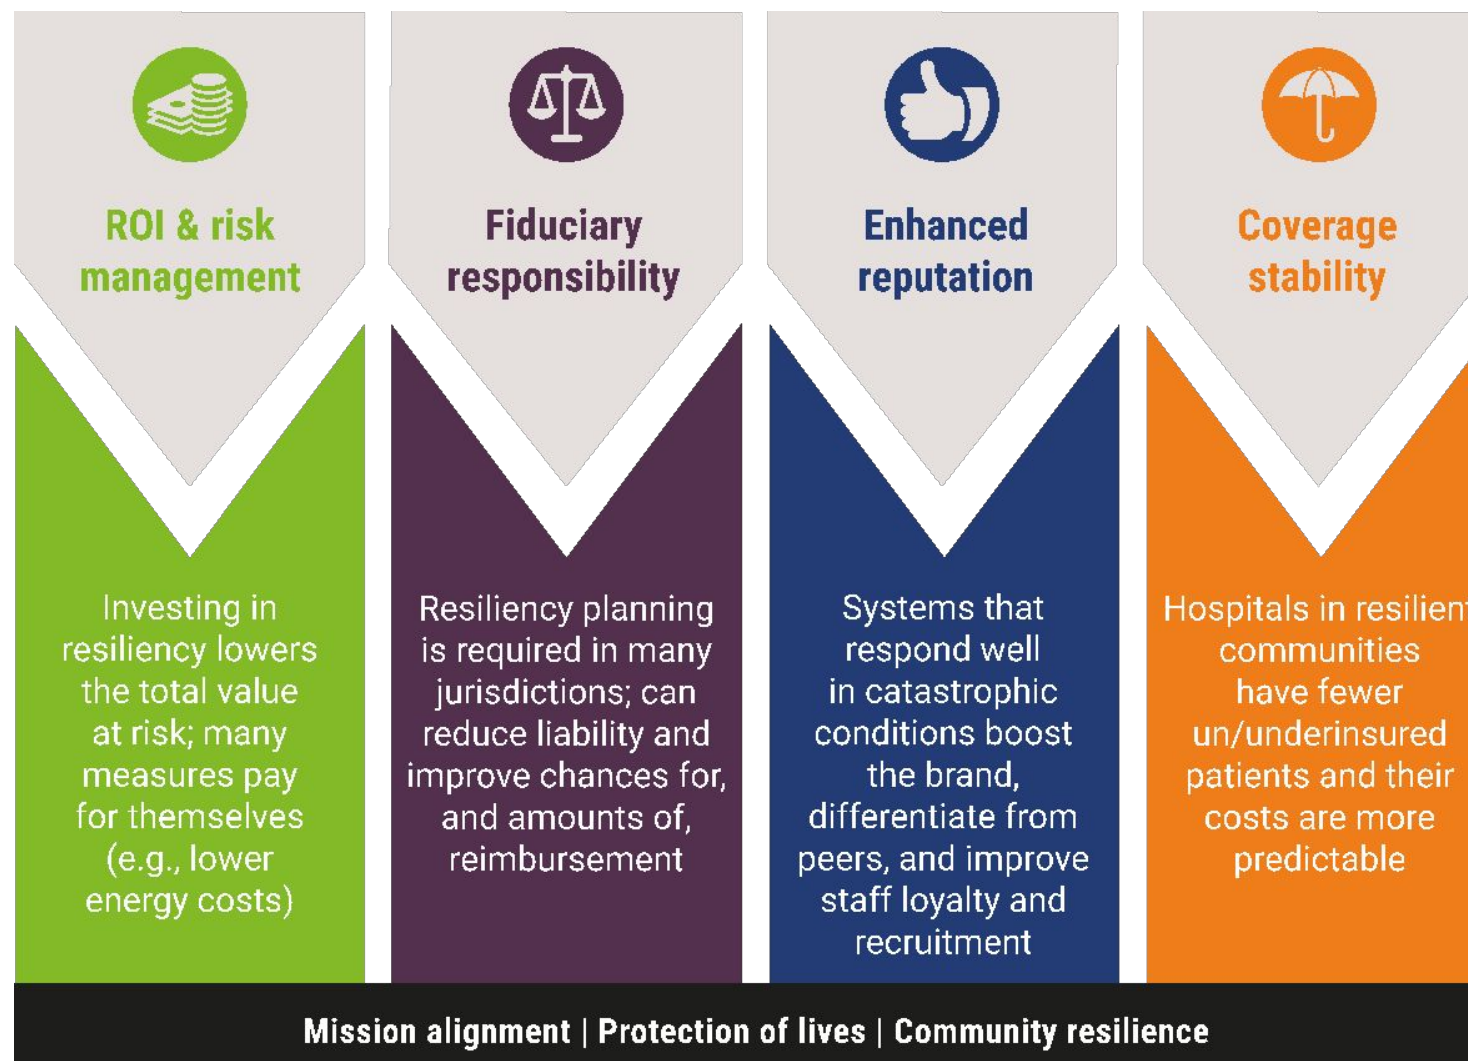 ROI & risk
management
Investing in
resiliency lowers
the total value
at risk; many
measures pay
for themselves
(e.g., lower
energy costs)
Fiduciary
responsibility
Resiliency planning
is required in many
jurisdictions; can
reduce liability and
improve chances for,
and amounts of,
reimbursement
Enhanced
reputation
Systems that
respond well
in catastrophic
conditions boost
the brand,
differentiate from
peers, and improve
staff loyalty and
recruitment
Coverage
stability
Hospitals in resilient
communities
have fewer
un/underinsured
patients and their
costs are more
predictable
Mission alignment | Protection of lives | Community resilience